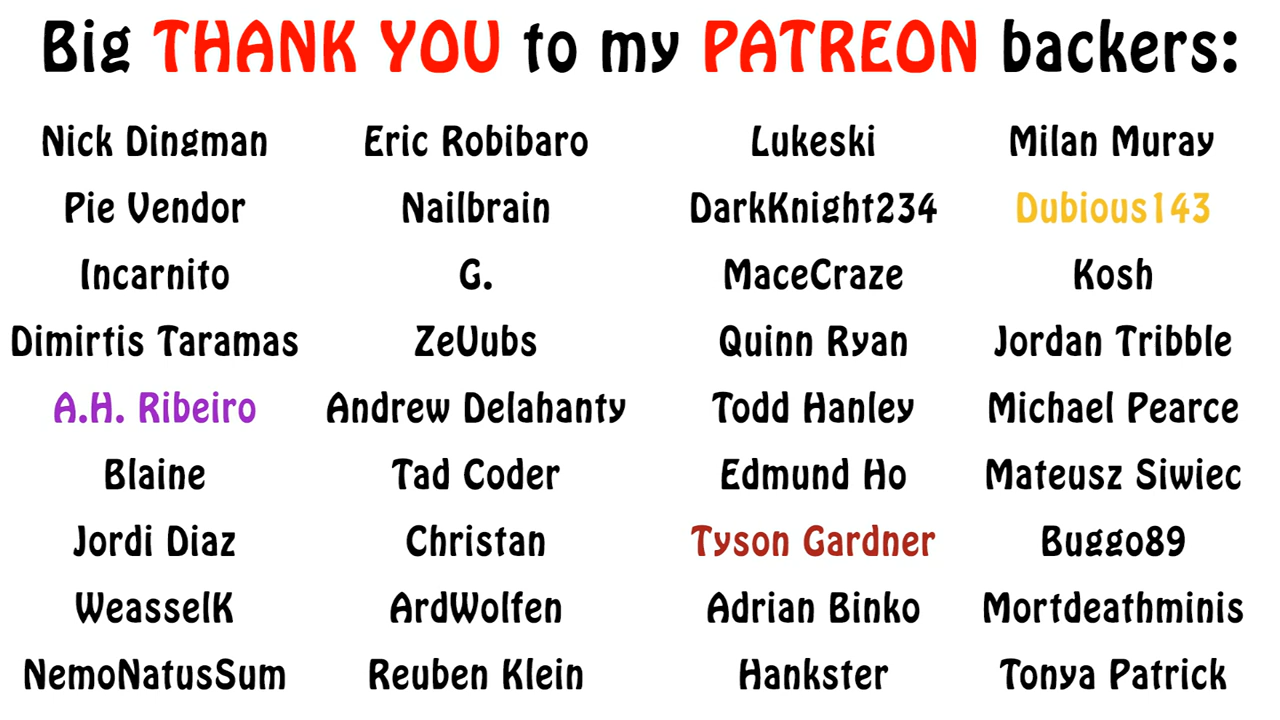 Big THANK YOU to my PATREON backers:
Nick Dingman Eric Robibaro Lukeski Milan Muray
Pie Vendor Nailbrain DarkKnight234 Dubious143
Incarnito G. MaceCraze Kosh
Dimirtis Taramas ZeVubs Quinn Ryan Jordan Tribble
A.H. Ribeiro Andrew Delahanty Todd Hanley Michael Pearce
Blaine Tad Coder Edmund Ho Mateusz Siwiec
Jordi Diaz Christan Tyson Gardner Buggo89
WeasselK ArdWolfen Adrian Binko Mortdeathminis
NemoNatusSum Reuben Klein Hankster Tonya Patrick